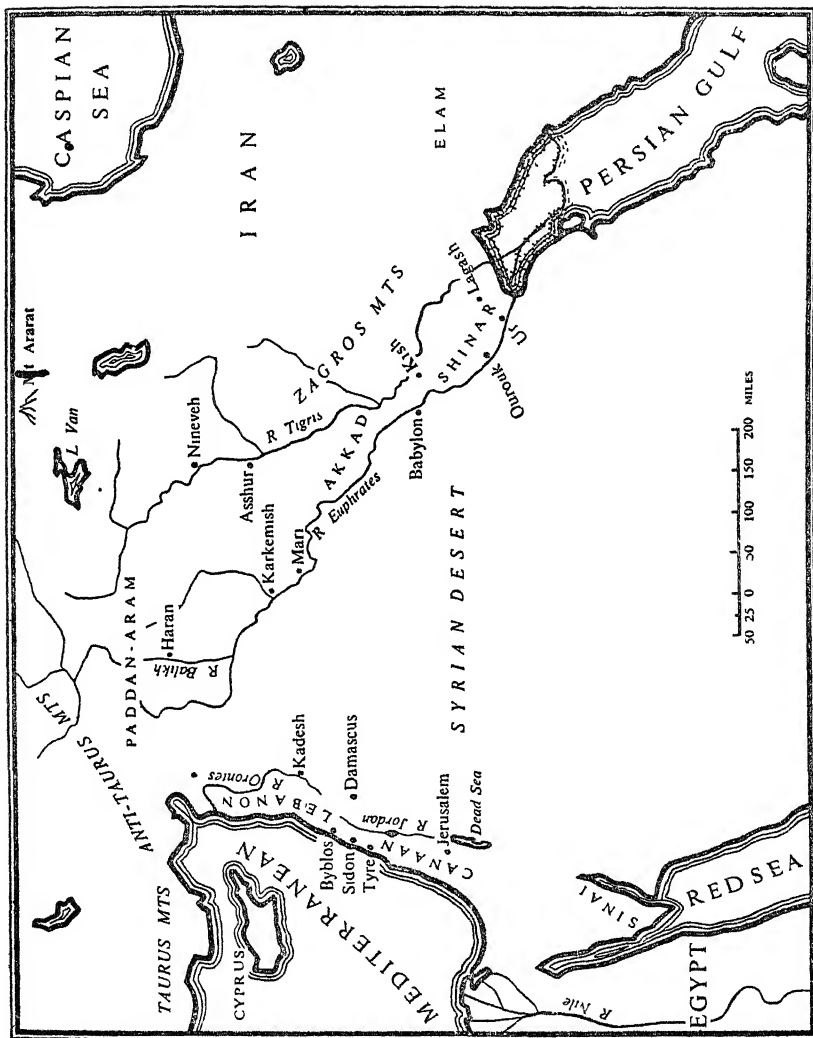 CASPIAN
SEA
Mt Ararat
L. Van
IRAN
ELAM
ZAGROS MTS
Nineveh
R Tigris
Asshur
AKKAD
Kish
Lagash
SHINAR
Ur
Ourouk
Babylon
PERSIAN GULF
ANTI-TAURUS MTS
PADDAN-ARAM
Haran
R Balikh
Karkemish
Mari
R Euphrates
SYRIAN DESERT
TAURUS MTS
CYPRUS
MEDITERRANEAN
R Orontes
Kadesh
LEBANON
Damascus
Byblos
Sidon
Tyre
R Jordan
CANAAN
Jerusalem
Dead Sea
SINAI
RED SEA
EGYPT
R Nile
50 25 0 50 100 150 200 MILES